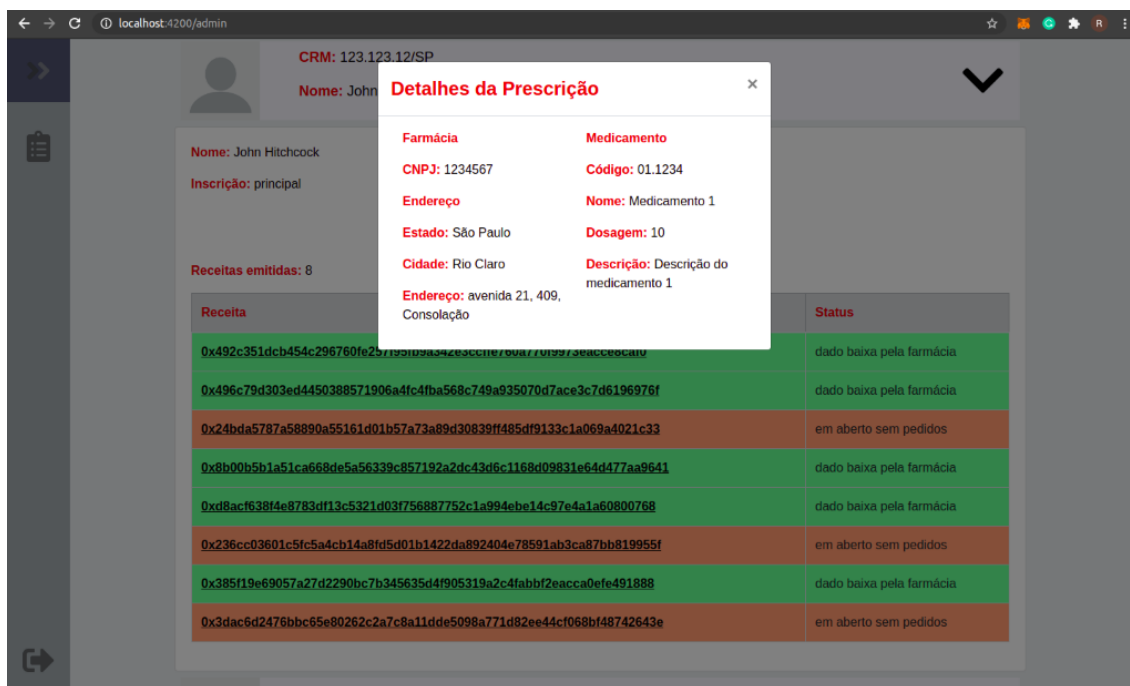 localhost:4200/admin
R
CRM: 123.123.12/SP
Nome: John
Detalhes da Prescrição
×
Farmácia
Medicamento
CNPJ: 1234567
Código: 01.1234
Endereço
Nome: Medicamento 1
Estado: São Paulo
Dosagem: 10
Cidade: Rio Claro
Descrição: Descrição do
medicamento 1
Endereço: avenida 21, 409,
Consolação
Nome: John Hitchcock
Inscrição: principal
Receitas emitidas: 8
Receita
Status
dado baixa pela farmácia
0x496c79d303ed4450388571906a4fc4fba568c749a935070d7ace3c7d6196976f
dado baixa pela farmácia
0x24bda5787a58890a55161d01b57a73a89d30839ff485df9133c1a069a4021c33
em aberto sem pedidos
0x8b00b5b1a51ca668de5a56339c857192a2dc43d6c1168d09831e64d477aa9641
dado baixa pela farmácia
0xd8acf638f4e8783df13c5321d03f756887752c1a994ebe14c97e4a1a60800768
dado baixa pela farmácia
0x236cc03601c5fc5a4cb14a8fd5d01b1422da892404e78591ab3ca87bb819955f
em aberto sem pedidos
0x385f19e69057a27d2290bc7b345635d4f905319a2c4fabbf2eacca0efe491888
dado baixa pela farmácia
0x3dac6d2476bbc65e80262c2a7c8a11dde5098a771d82ee44cf068bf48742643e
em aberto sem pedidos